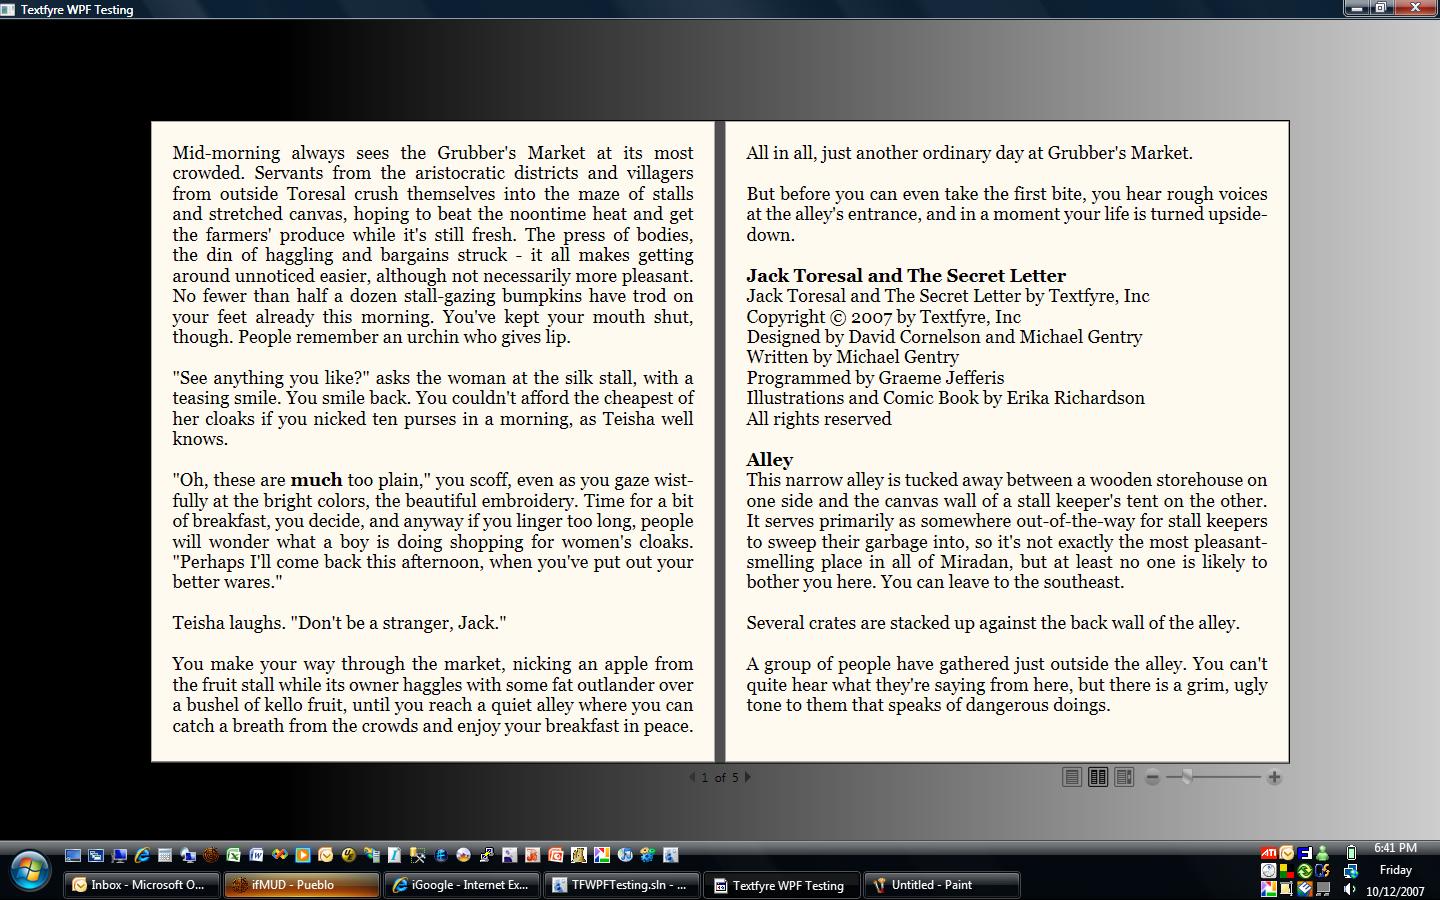 Textfyre WPF Testing
Mid-morning always sees the Grubber's Market at its most
crowded. Servants from the aristocratic districts and villagers
from outside Toresal crush themselves into the maze of stalls
and stretched canvas, hoping to beat the noontime heat and get
the farmers' produce while it's still fresh. The press of bodies,
the din of haggling and bargains struck - it all makes getting
around unnoticed easier, although not necessarily more pleasant.
No fewer than half a dozen stall-gazing bumpkins have trod on
your feet already this morning. You've kept your mouth shut,
though. People remember an urchin who gives lip.
"See anything you like?" asks the woman at the silk stall, with a
teasing smile. You smile back. You couldn't afford the cheapest of
her cloaks if you nicked ten purses in a morning, as Teisha well
knows.
"Oh, these are much too plain," you scoff, even as you gaze wist-
fully at the bright colors, the beautiful embroidery. Time for a bit
of breakfast, you decide, and anyway if you linger too long, people
will wonder what a boy is doing shopping for women's cloaks.
"Perhaps I'll come back this afternoon, when you've put out your
better wares."
Teisha laughs. "Don't be a stranger, Jack."
You make your way through the market, nicking an apple from
the fruit stall while its owner haggles with some fat outlander over
a bushel of kello fruit, until you reach a quiet alley where you can
catch a breath from the crowds and enjoy your breakfast in peace.
All in all, just another ordinary day at Grubber's Market.
But before you can even take the first bite, you hear rough voices
at the alley's entrance, and in a moment your life is turned upside-
down.
Jack Toresal and The Secret Letter
Jack Toresal and The Secret Letter by Textfyre, Inc
Copyright © 2007 by Textfyre, Inc
Designed by David Cornelson and Michael Gentry
Written by Michael Gentry
Programmed by Graeme Jefferis
Illustrations and Comic Book by Erika Richardson
All rights reserved
Alley
This narrow alley is tucked away between a wooden storehouse on
one side and the canvas wall of a stall keeper's tent on the other.
It serves primarily as somewhere out-of-the-way for stall keepers
to sweep their garbage into, so it's not exactly the most pleasant-
smelling place in all of Miradan, but at least no one is likely to
bother you here. You can leave to the southeast.
Several crates are stacked up against the back wall of the alley.
A group of people have gathered just outside the alley. You can't
quite hear what they're saying from here, but there is a grim, ugly
tone to them that speaks of dangerous doings.
1 of 5
Inbox - Microsoft O...
ifMUD - Pueblo
iGoogle - Internet Ex...
TFWPFTesting.sln - ...
Textfyre WPF Testing
Untitled - Paint
ATI
6:41 PM
Friday
10/12/2007